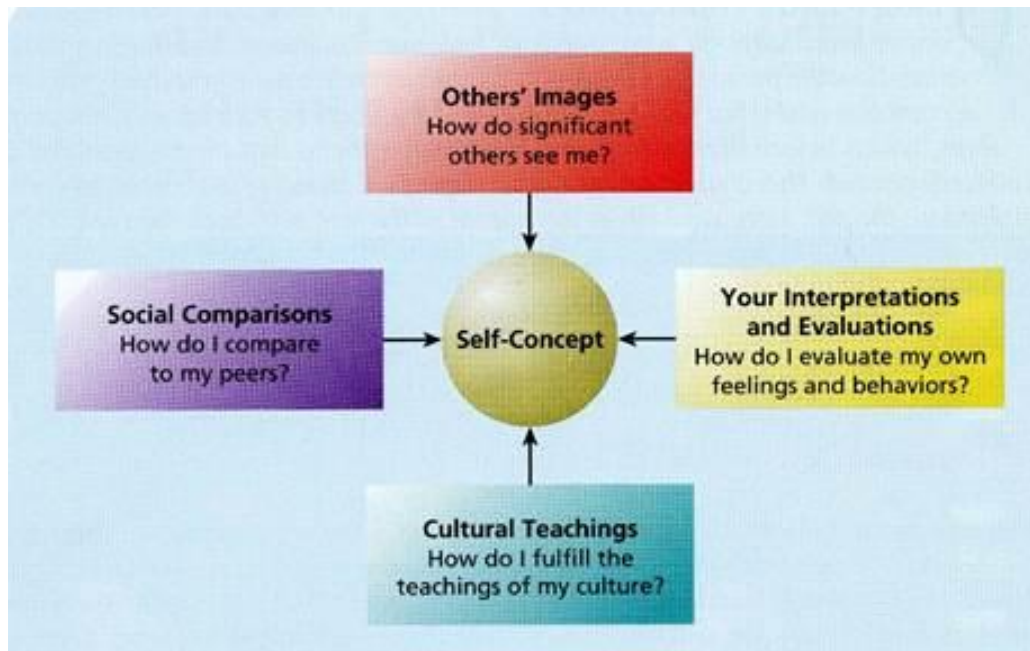 Others' Images
How do significant
others see me?
Social Comparisons
How do I compare
to my peers?
Self-Concept
Your Interpretations
and Evaluations
How do I evaluate my own
feelings and behaviors?
Cultural Teachings
How do I fulfill the
teachings of my culture?